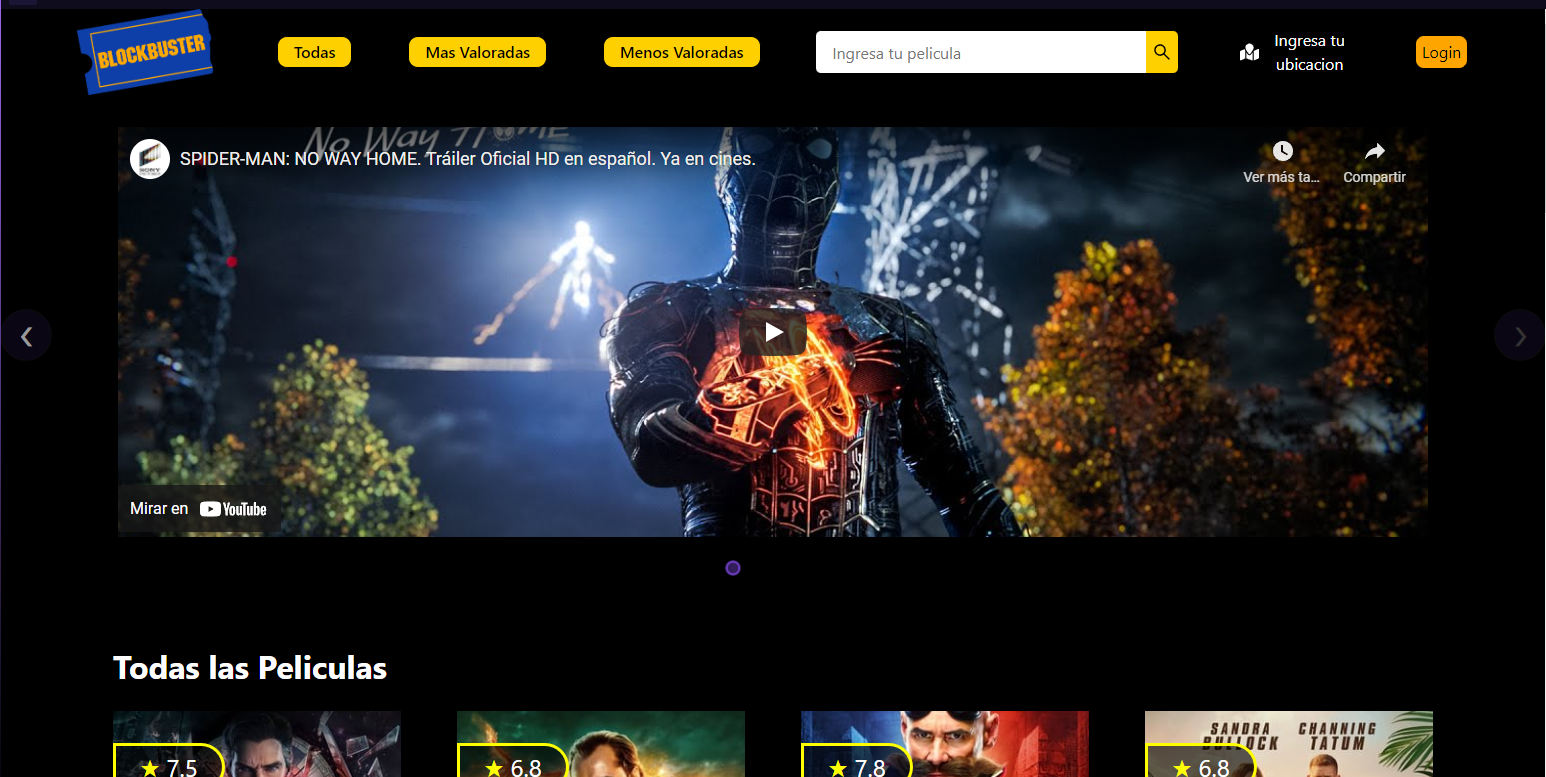 BLOCKBUSTER
Todas
Mas Valoradas
Menos Valoradas
Ingresa tu pelicula
Ingresa tu
ubicacion
Login
No Way Home
SPIDER-MAN: NO WAY HOME. Tráiler Oficial HD en español. Ya en cines.
Ver más ta...
Compartir
Mirar en YouTube
Todas las Peliculas
★ 7.5
★ 6.8
★ 7.8
SANDRA BULLOCK
CHANNING TATUM
★ 6.8